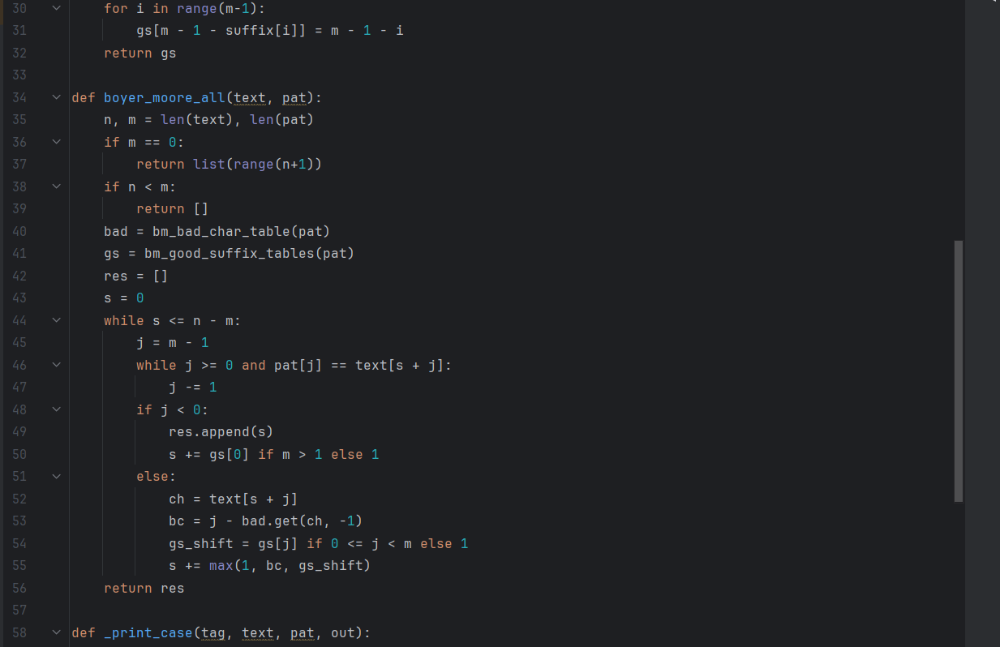 30 for i in range(m-1):
31 gs[m - 1 - suffix[i]] = m - 1 - i
32 return gs
33
34 def boyer_moore_all(text, pat):
35 n, m = len(text), len(pat)
36 if m == 0:
37 return list(range(n+1))
38 if n < m:
39 return []
40 bad = bm_bad_char_table(pat)
41 gs = bm_good_suffix_tables(pat)
42 res = []
43 s = 0
44 while s <= n - m:
45 j = m - 1
46 while j >= 0 and pat[j] == text[s + j]:
47 j -= 1
48 if j < 0:
49 res.append(s)
50 s += gs[0] if m > 1 else 1
51 else:
52 ch = text[s + j]
53 bc = j - bad.get(ch, -1)
54 gs_shift = gs[j] if 0 <= j < m else 1
55 s += max(1, bc, gs_shift)
56 return res
57
58 def _print_case(tag, text, pat, out):